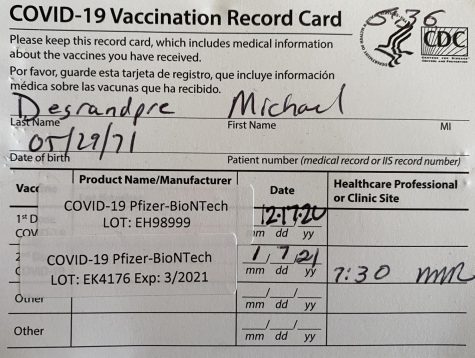 COVID-19 Vaccination Record Card
5436
CDC
Please keep this record card, which includes medical information
about the vaccines you have received.
Por favor, guarde esta tarjeta de registro, que incluye información
médica sobre las vacunas que ha recibido.
Desrandpre Michael
Last Name First Name MI
05/29/71
Date of birth Patient number (medical record or IIS record number)
Vacc Product Name/Manufacturer Date Healthcare Professional
or Clinic Site
1st D COVID-19 Pfizer-BioNTech 12-17-20
COV LOT: EH98999 mm dd yy
COVID-19 Pfizer-BioNTech 1/7/21 7:30
LOT: EK4176 Exp: 3/2021 mm dd yy
Other
mm dd yy
Other
mm dd yy